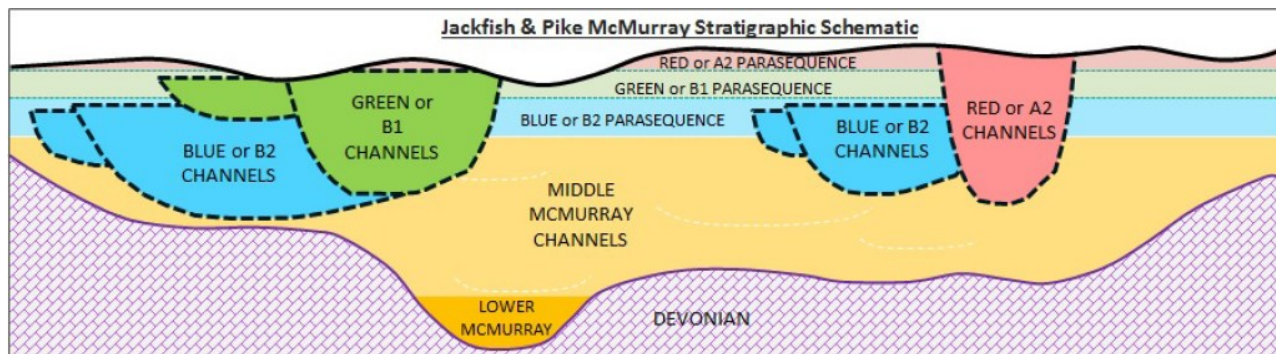 Jackfish & Pike McMurray Stratigraphic Schematic
RED or A2 PARASEQUENCE
GREEN or B1 PARASEQUENCE
BLUE or B2 PARASEQUENCE
GREEN or
B1
CHANNELS
BLUE or B2
CHANNELS
BLUE or B2
CHANNELS
RED or A2
CHANNELS
MIDDLE
MCMURRAY
CHANNELS
LOWER
MCMURRAY
DEVONIAN